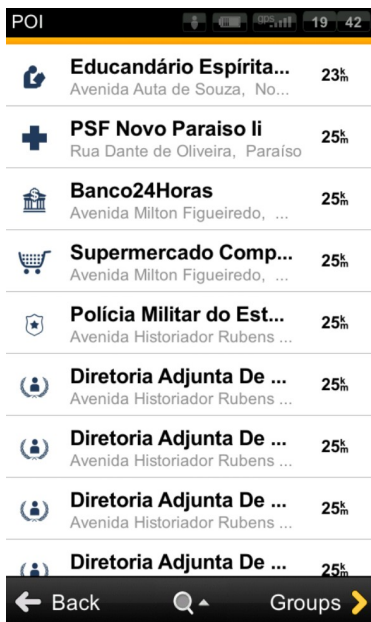 POI gps 19 42
Educandário Espírita... 23km
Avenida Auta de Souza, No...
PSF Novo Paraiso Ii 25km
Rua Dante de Oliveira, Paraíso
Banco24Horas 25km
Avenida Milton Figueiredo, ...
Supermercado Comp... 25km
Avenida Milton Figueiredo, ...
Polícia Militar do Est... 25km
Avenida Historiador Rubens ...
Diretoria Adjunta De ... 25km
Avenida Historiador Rubens ...
Diretoria Adjunta De ... 25km
Avenida Historiador Rubens ...
Diretoria Adjunta De ... 25km
Avenida Historiador Rubens ...
Diretoria Adjunta De ... 25km
Back Groups